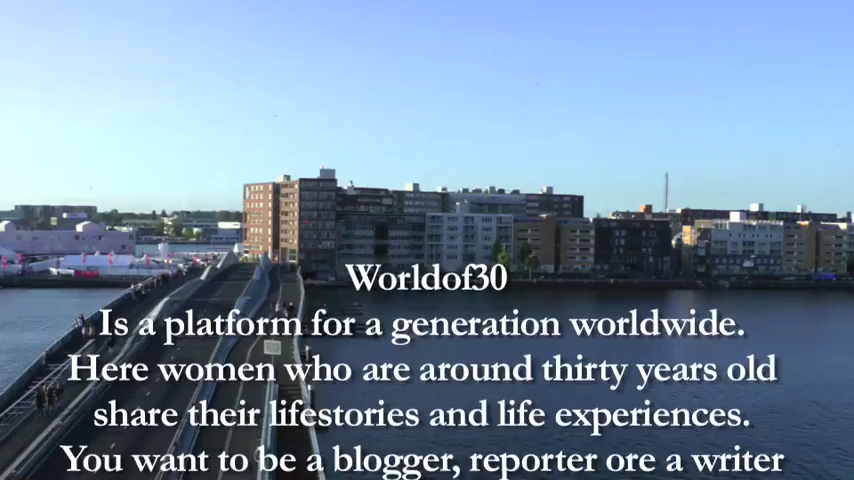 Worldof30
Is a platform for a generation worldwide.
Here women who are around thirty years old
share their lifestories and life experiences.
You want to be a blogger, reporter ore a writer